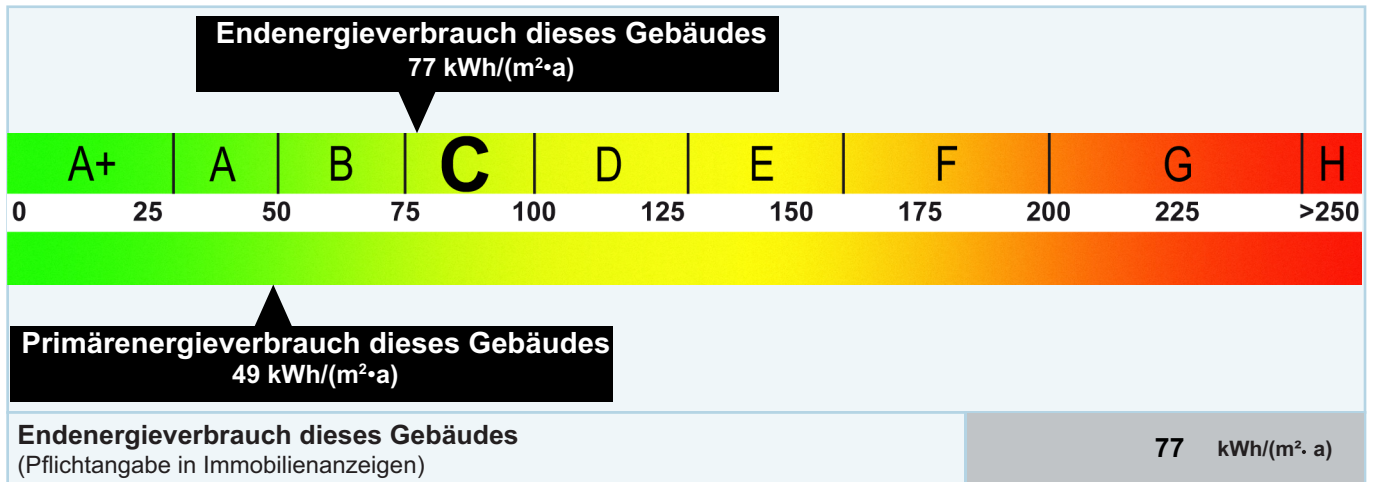 Endenergieverbrauch dieses Gebäudes
77 kWh/(m²•a)
A+ A B C D E F G H
0 25 50 75 100 125 150 175 200 225 >250
Primärenergieverbrauch dieses Gebäudes
49 kWh/(m²•a)
Endenergieverbrauch dieses Gebäudes
(Pflichtangabe in Immobilienanzeigen)
77 kWh/(m²· a)